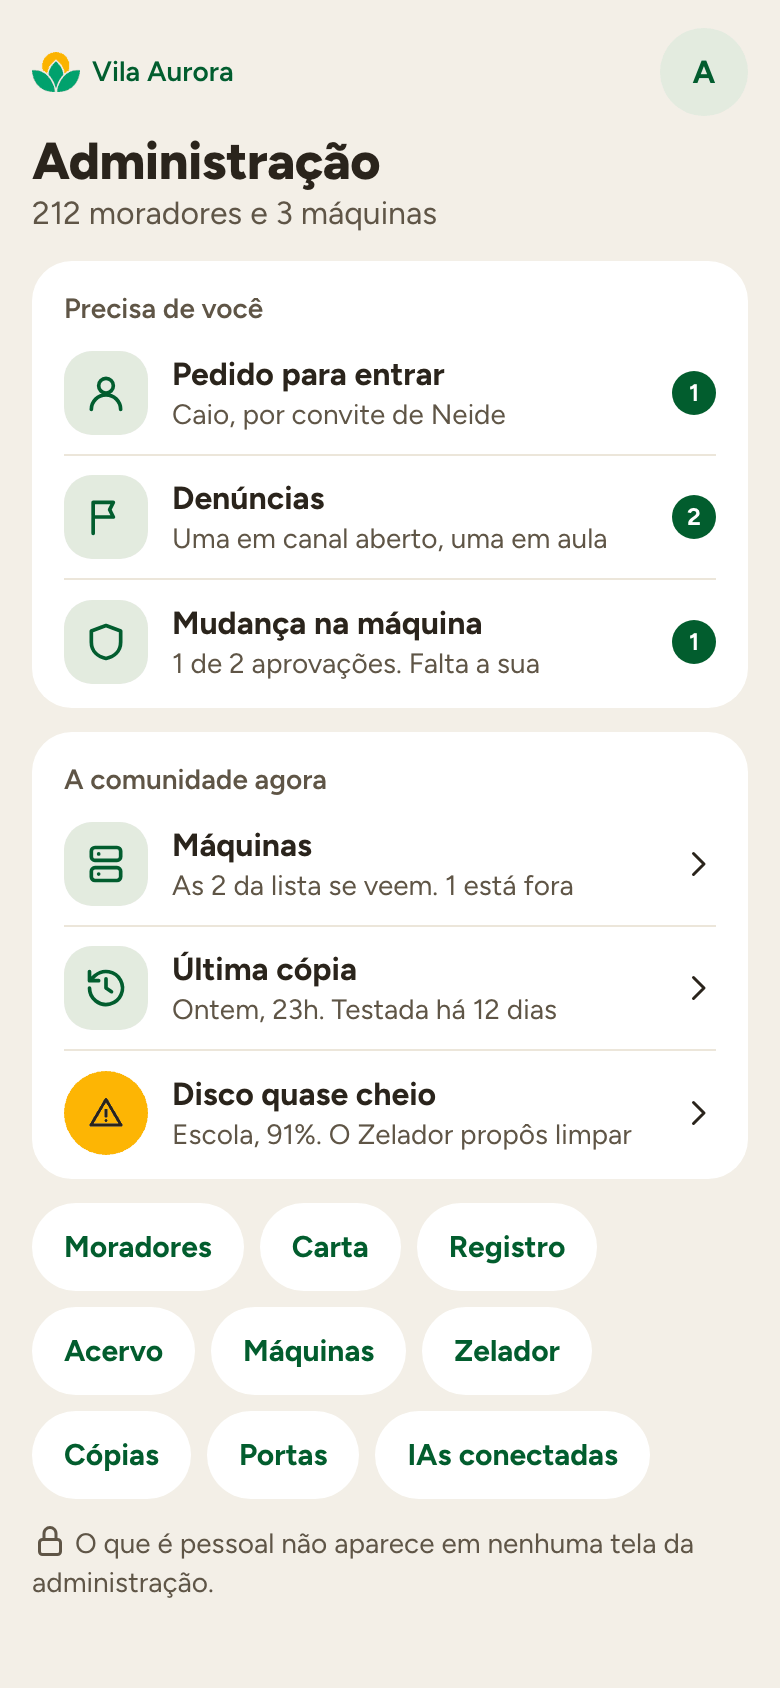 Vila Aurora
A
Administração
212 moradores e 3 máquinas
Precisa de você
Pedido para entrar
Caio, por convite de Neide
1
Denúncias
Uma em canal aberto, uma em aula
2
Mudança na máquina
1 de 2 aprovações. Falta a sua
1
A comunidade agora
Máquinas
As 2 da lista se veem. 1 está fora
Última cópia
Ontem, 23h. Testada há 12 dias
Disco quase cheio
Escola, 91%. O Zelador propôs limpar
Moradores
Carta
Registro
Acervo
Máquinas
Zelador
Cópias
Portas
IAs conectadas
O que é pessoal não aparece em nenhuma tela da
administração.